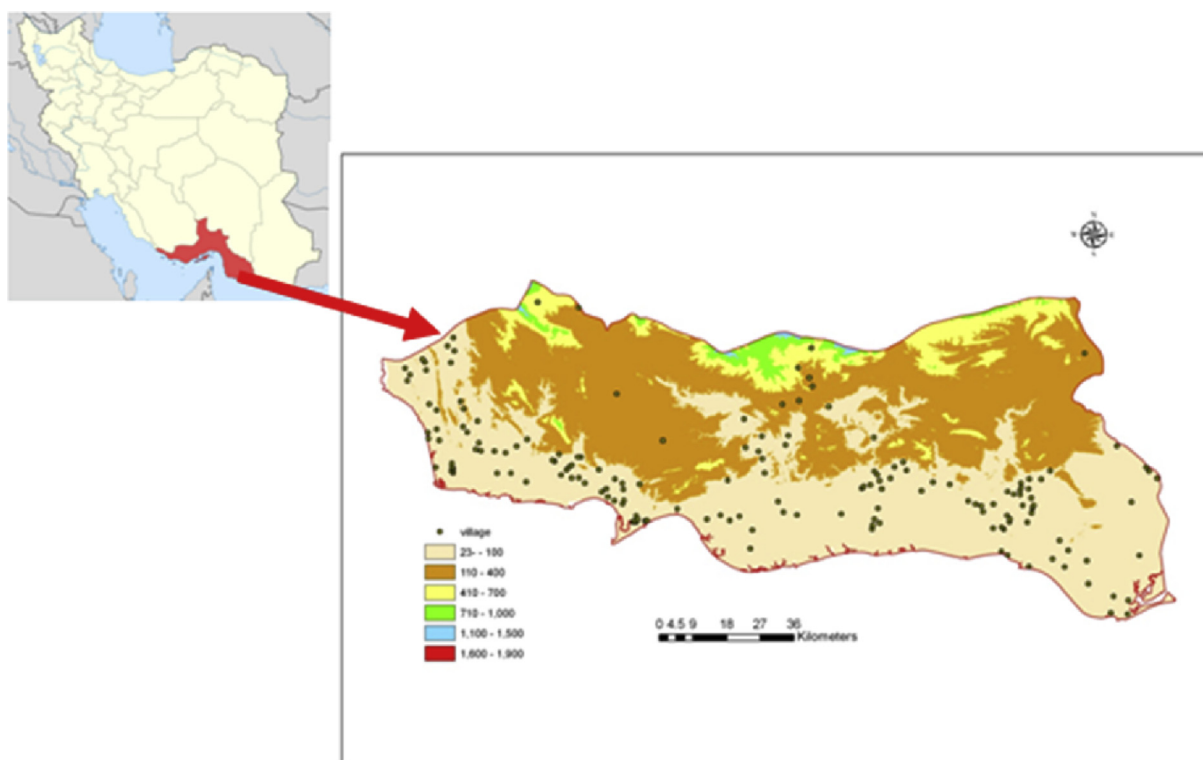 N
W E
S
village
23- - 100
110 - 400
410 - 700
710 - 1,000
1,100 - 1,500
1,600 - 1,900
0 4.5 9 18 27 36
Kilometers